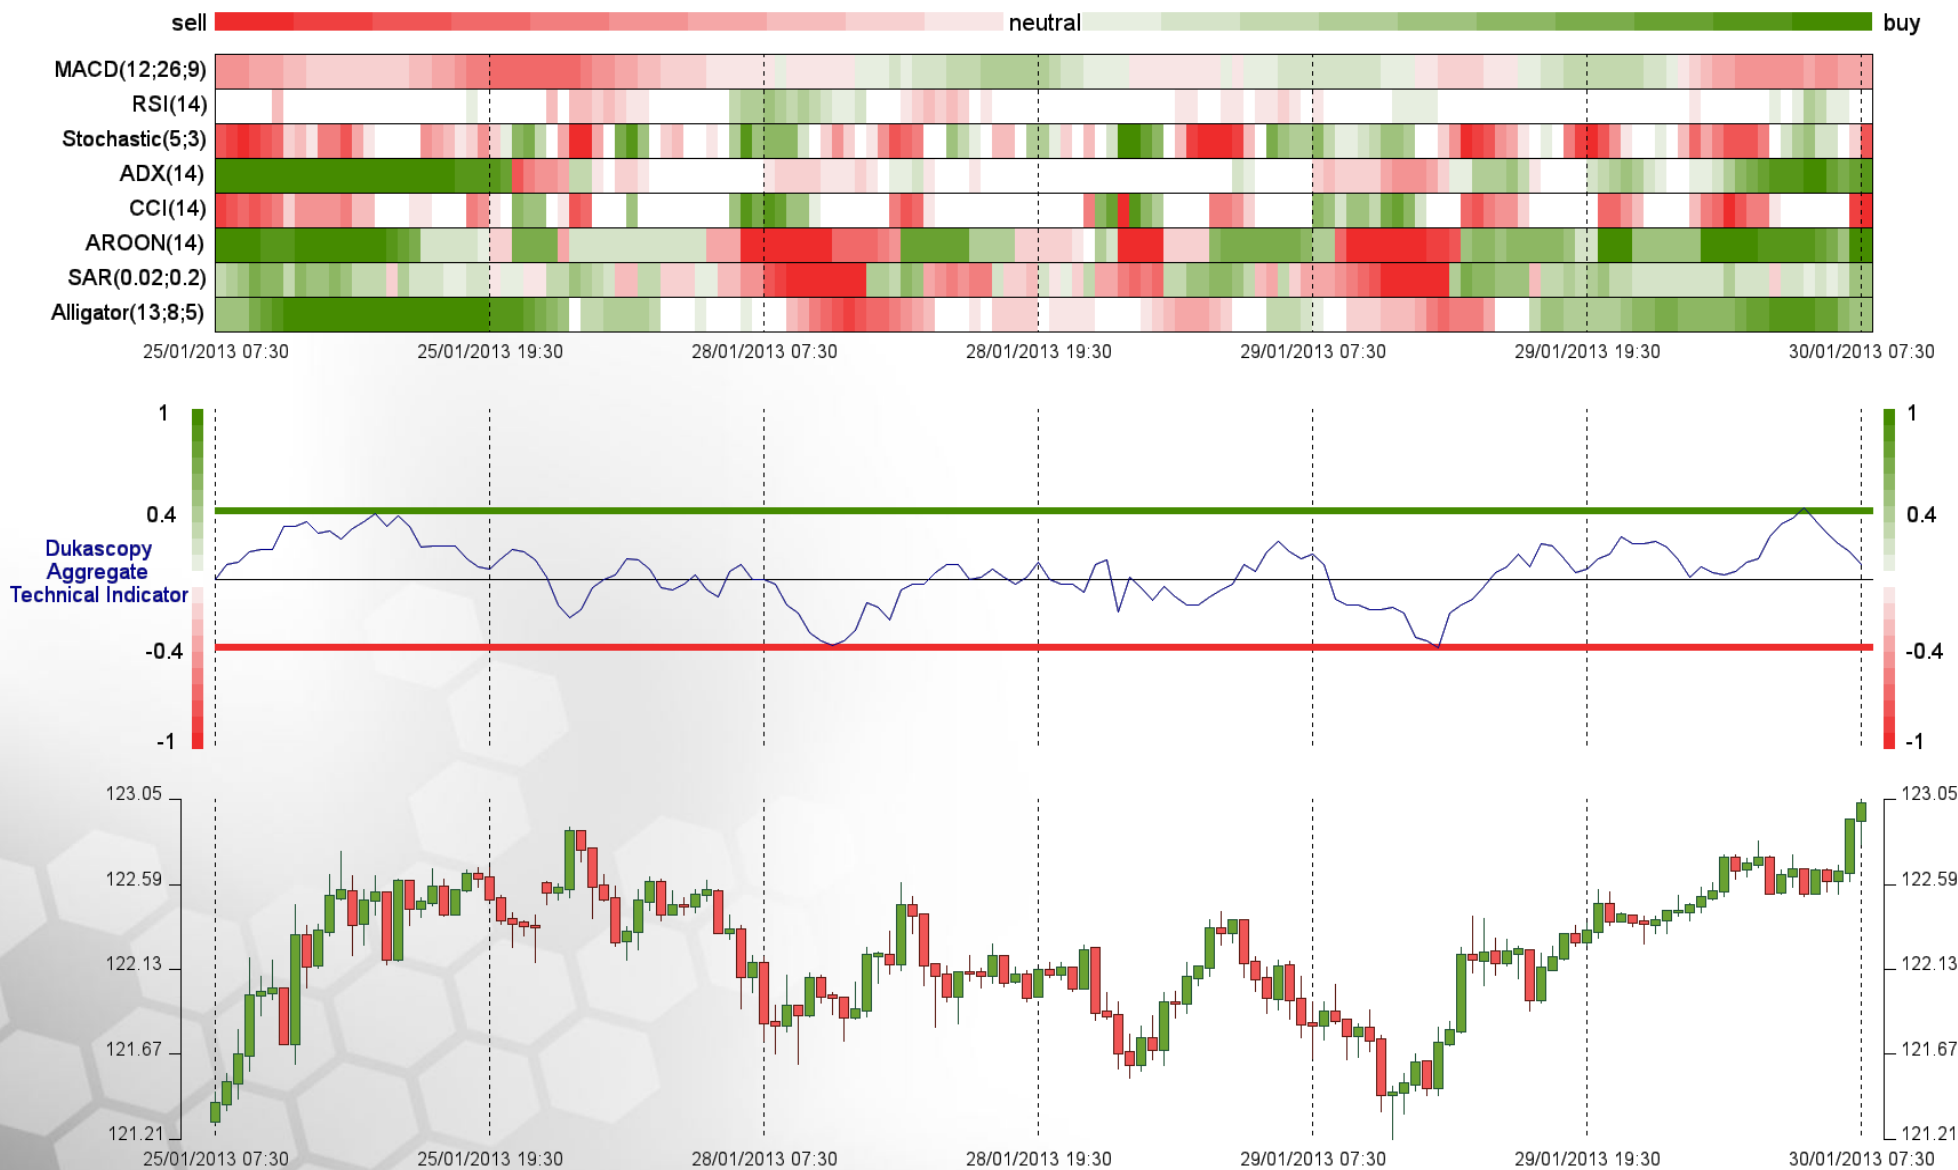 sell neutral buy
MACD(12;26;9)
RSI(14)
Stochastic(5;3)
ADX(14)
CCI(14)
AROON(14)
SAR(0.02;0.2)
Alligator(13;8;5)
25/01/2013 07:30 25/01/2013 19:30 28/01/2013 07:30 28/01/2013 19:30 29/01/2013 07:30 29/01/2013 19:30 30/01/2013 07:30
1 1
0.4 0.4
Dukascopy
Aggregate
Technical Indicator
-0.4 -0.4
-1 -1
123.05 123.05
122.59 122.59
122.13 122.13
121.67 121.67
121.21 121.21
25/01/2013 07:30 25/01/2013 19:30 28/01/2013 07:30 28/01/2013 19:30 29/01/2013 07:30 29/01/2013 19:30 30/01/2013 07:30